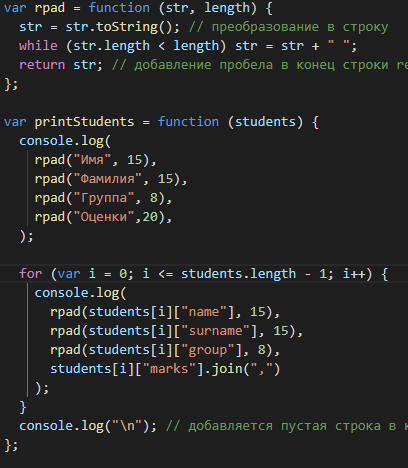 var rpad = function (str, length) {
  str = str.toString(); // преобразование в строку
  while (str.length < length) str = str + " ";
  return str; // добавление пробела в конец строки
};

var printStudents = function (students) {
  console.log(
    rpad("Имя", 15),
    rpad("Фамилия", 15),
    rpad("Группа", 8),
    rpad("Оценки",20),
  );

  for (var i = 0; i <= students.length - 1; i++) {
    console.log(
      rpad(students[i]["name"], 15),
      rpad(students[i]["surname"], 15),
      rpad(students[i]["group"], 8),
      students[i]["marks"].join(",")
    );
  }
  console.log("\n"); // добавляется пустая строка в
};